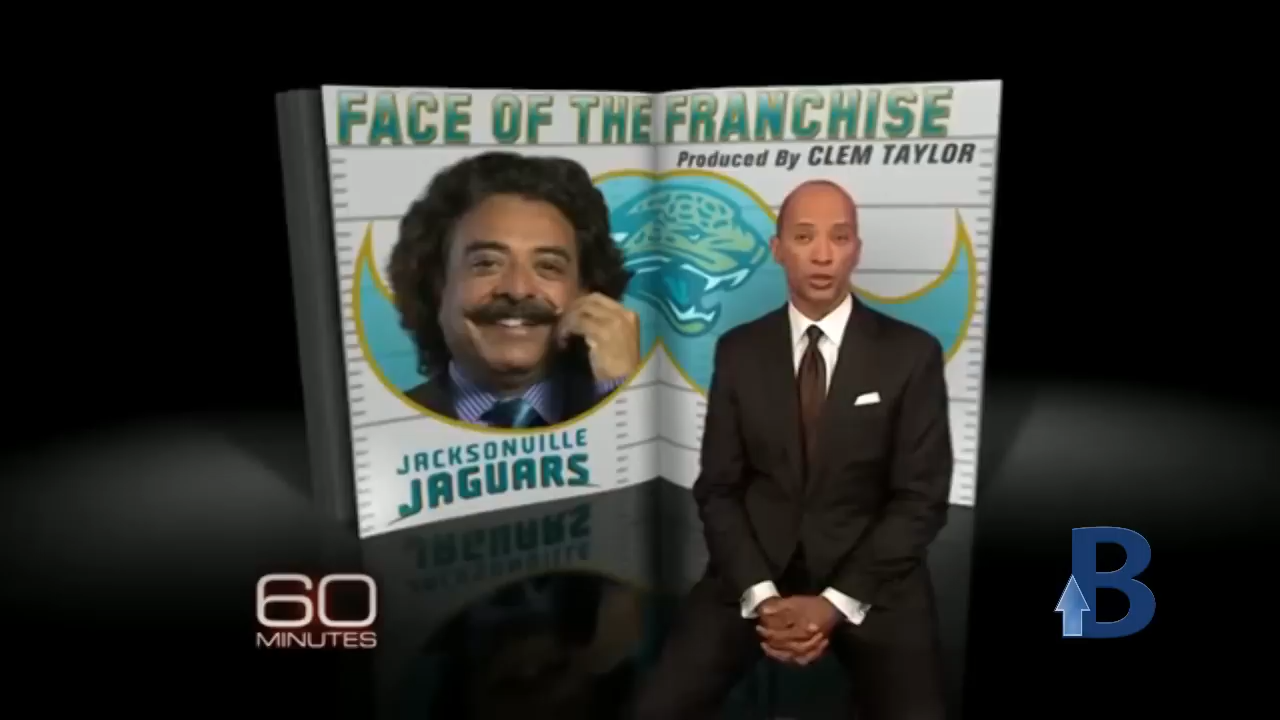 FACE OF THE FRANCHISE
Produced By CLEM TAYLOR
JACKSONVILLE
JAGUARS
60
MINUTES
B